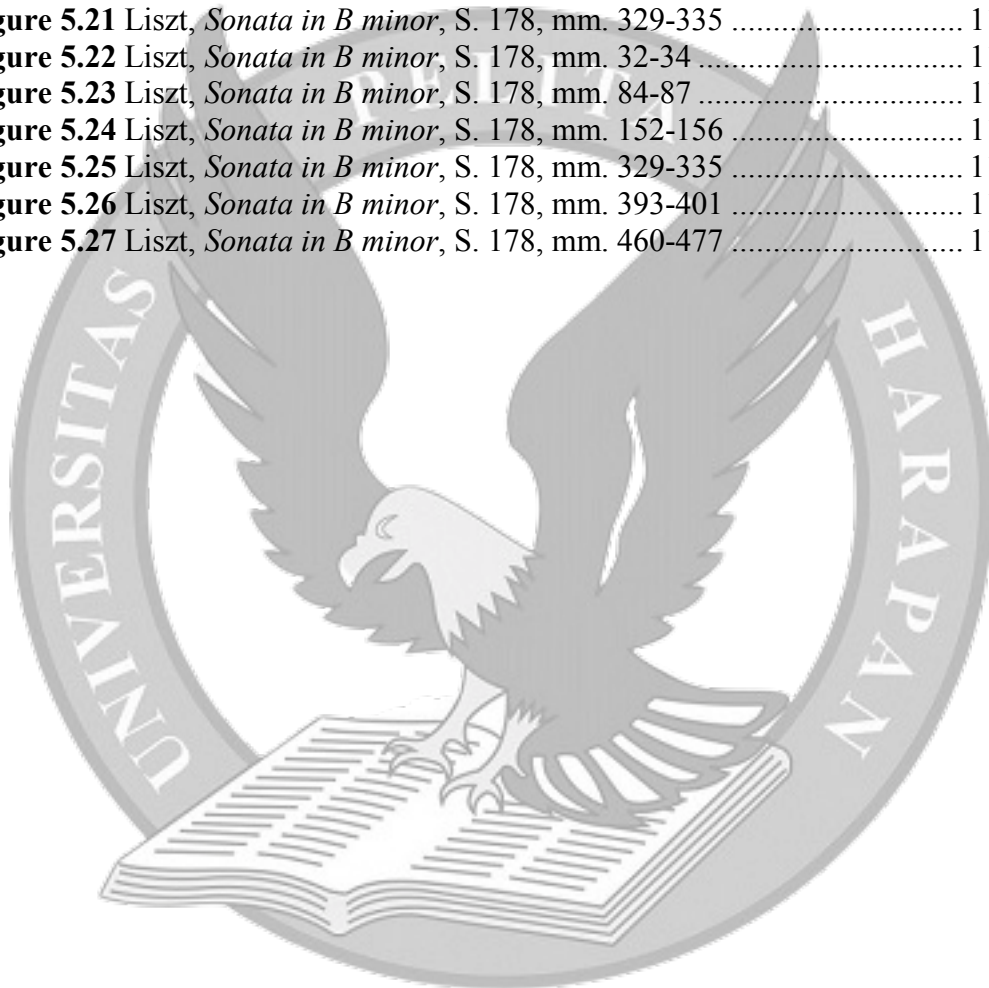 gure 5.21 Liszt, Sonata in B minor, S. 178, mm. 329-335 .......................... 1
gure 5.22 Liszt, Sonata in B minor, S. 178, mm. 32-34 .............................. 1
gure 5.23 Liszt, Sonata in B minor, S. 178, mm. 84-87 .............................. 1
gure 5.24 Liszt, Sonata in B minor, S. 178, mm. 152-156 .......................... 1
gure 5.25 Liszt, Sonata in B minor, S. 178, mm. 329-335 .......................... 1
gure 5.26 Liszt, Sonata in B minor, S. 178, mm. 393-401 .......................... 1
gure 5.27 Liszt, Sonata in B minor, S. 178, mm. 460-477 .......................... 1
UNIVERSITAS PELITA HARAPAN